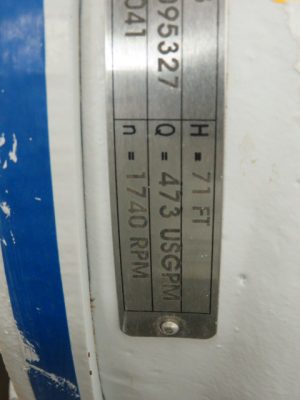 095327
041
H = 71 FT
Q = 473 USGPM
n = 1740 RPM